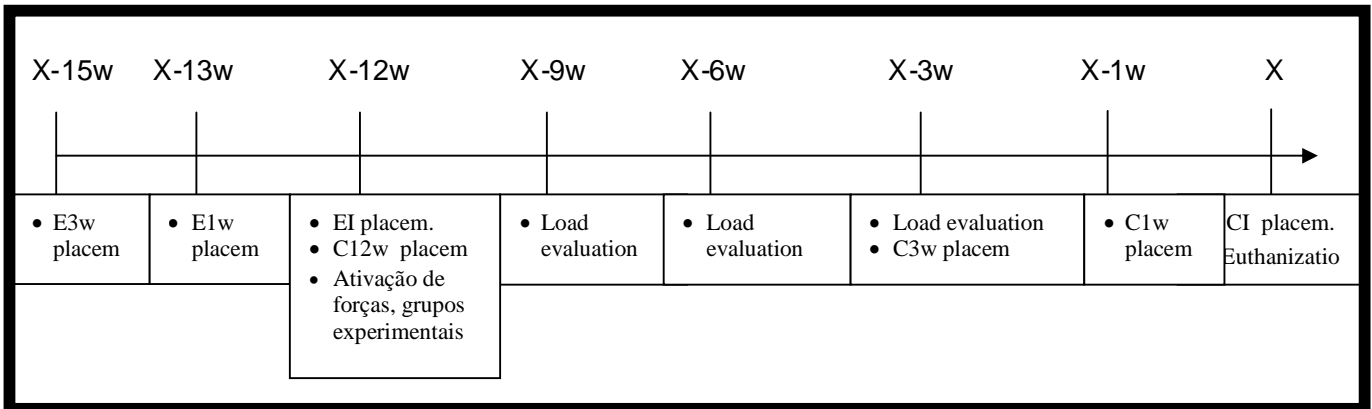 X-15w X-13w X-12w X-9w X-6w X-3w X-1w X
• E3w
placem
• E1w
placem
• EI placem.
• C12w placem
• Ativação de
forças, grupos
experimentais
• Load
evaluation
• Load
evaluation
• Load evaluation
• C3w placem
• C1w
placem
CI placem.
Euthanizatio